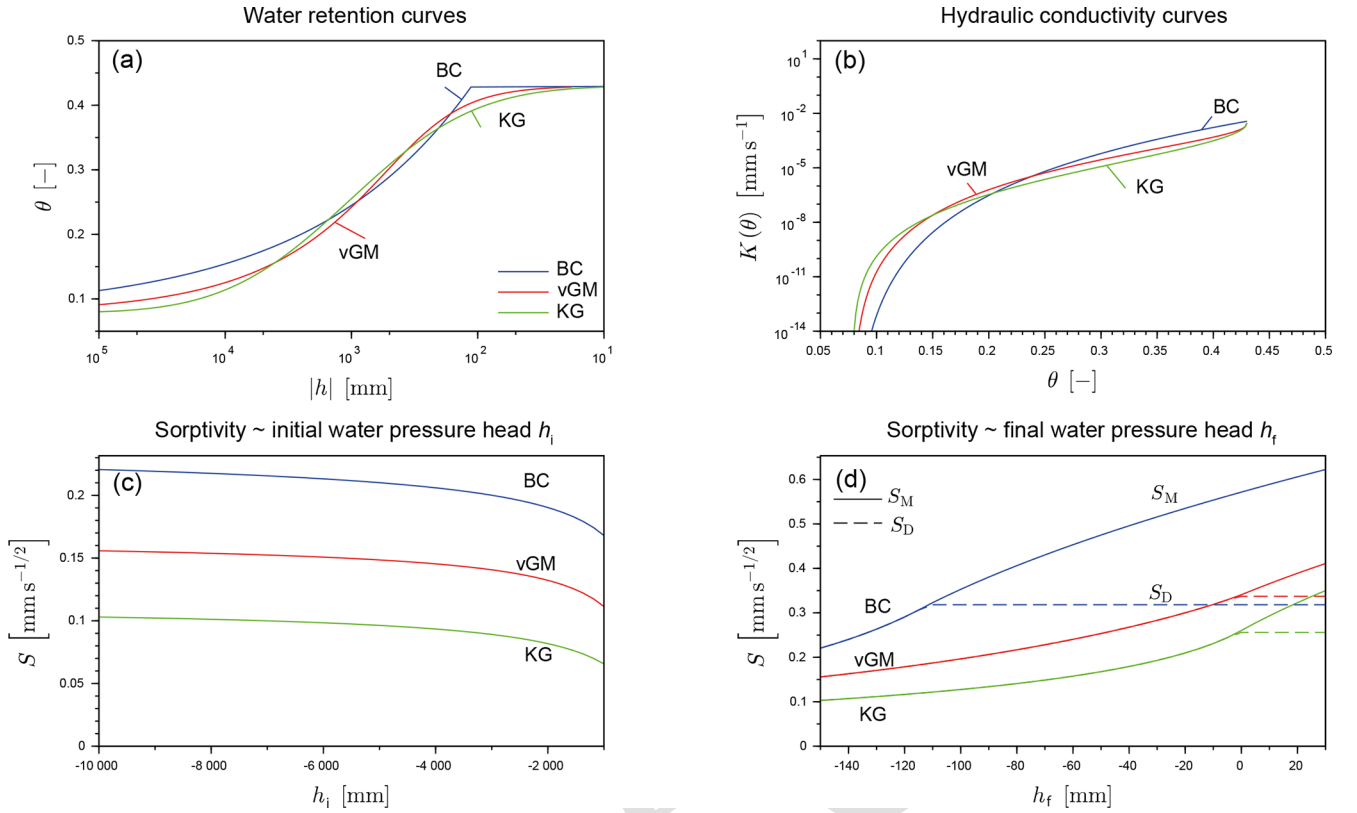 Water retention curves
(a)
BC
KG
vGM
BC
vGM
KG
0.5
0.4
0.3
0.2
0.1
θ [−]
10^5
10^4
10^3
10^2
10^1
|h| [mm]
Hydraulic conductivity curves
(b)
BC
vGM
KG
10^1
10^-2
10^-5
10^-8
10^-11
10^-14
K(θ) [mm s^−1]
0.05
0.1
0.15
0.2
0.25
0.3
0.35
0.4
0.45
0.5
θ [−]
Sorptivity ~ initial water pressure head h_i
(c)
BC
vGM
KG
0.2
0.15
0.1
0.05
0
S [mm s^−1/2]
-10 000
-8 000
-6 000
-4 000
-2 000
h_i [mm]
Sorptivity ~ final water pressure head h_f
(d)
S_M
S_D
S_M
S_D
BC
vGM
KG
0.6
0.5
0.4
0.3
0.2
0.1
0
S [mm s^−1/2]
-140
-120
-100
-80
-60
-40
-20
0
20
h_f [mm]